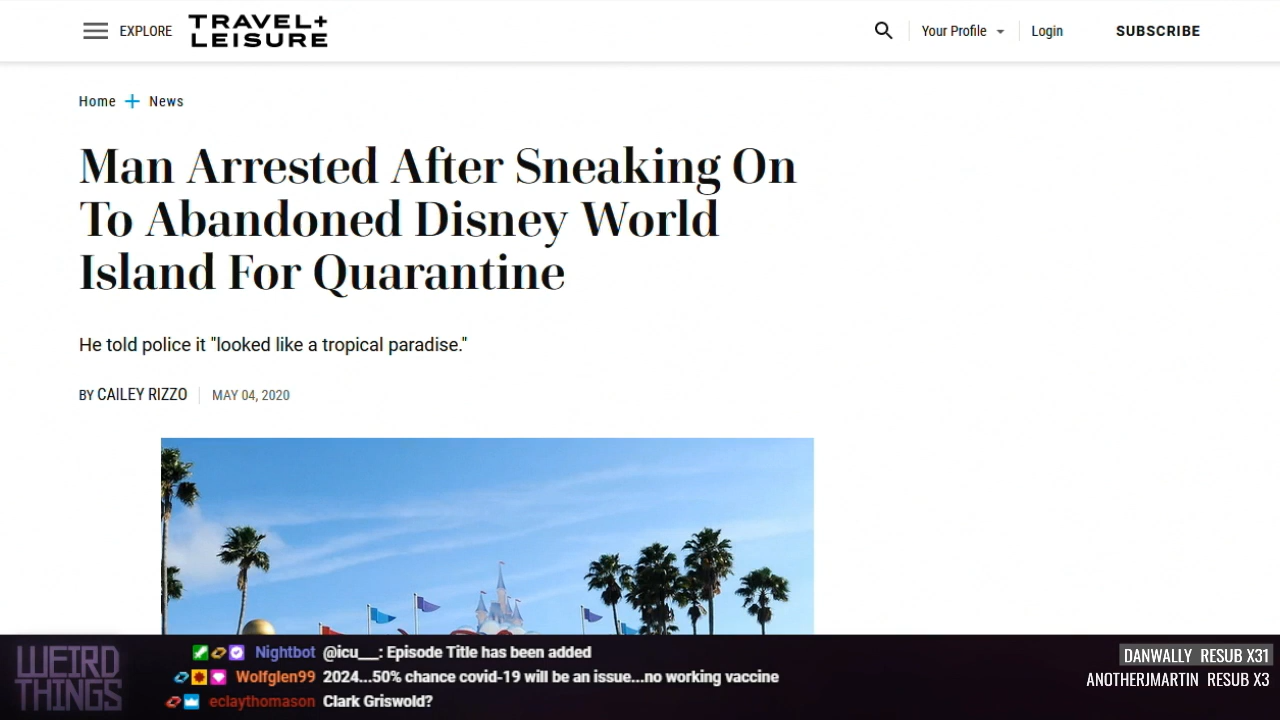 EXPLORE
TRAVEL+
LEISURE
Your Profile
Login
SUBSCRIBE
Home + News
Man Arrested After Sneaking On
To Abandoned Disney World
Island For Quarantine
He told police it "looked like a tropical paradise."
BY CAILEY RIZZO
MAY 04, 2020
WEIRD
THINGS
Nightbot @icu__: Episode Title has been added
Wolfglen99 2024...50% chance covid-19 will be an issue...no working vaccine
eclaythomason Clark Griswold?
DANWALLY RESUB X31
ANOTHERJMARTIN RESUB X3